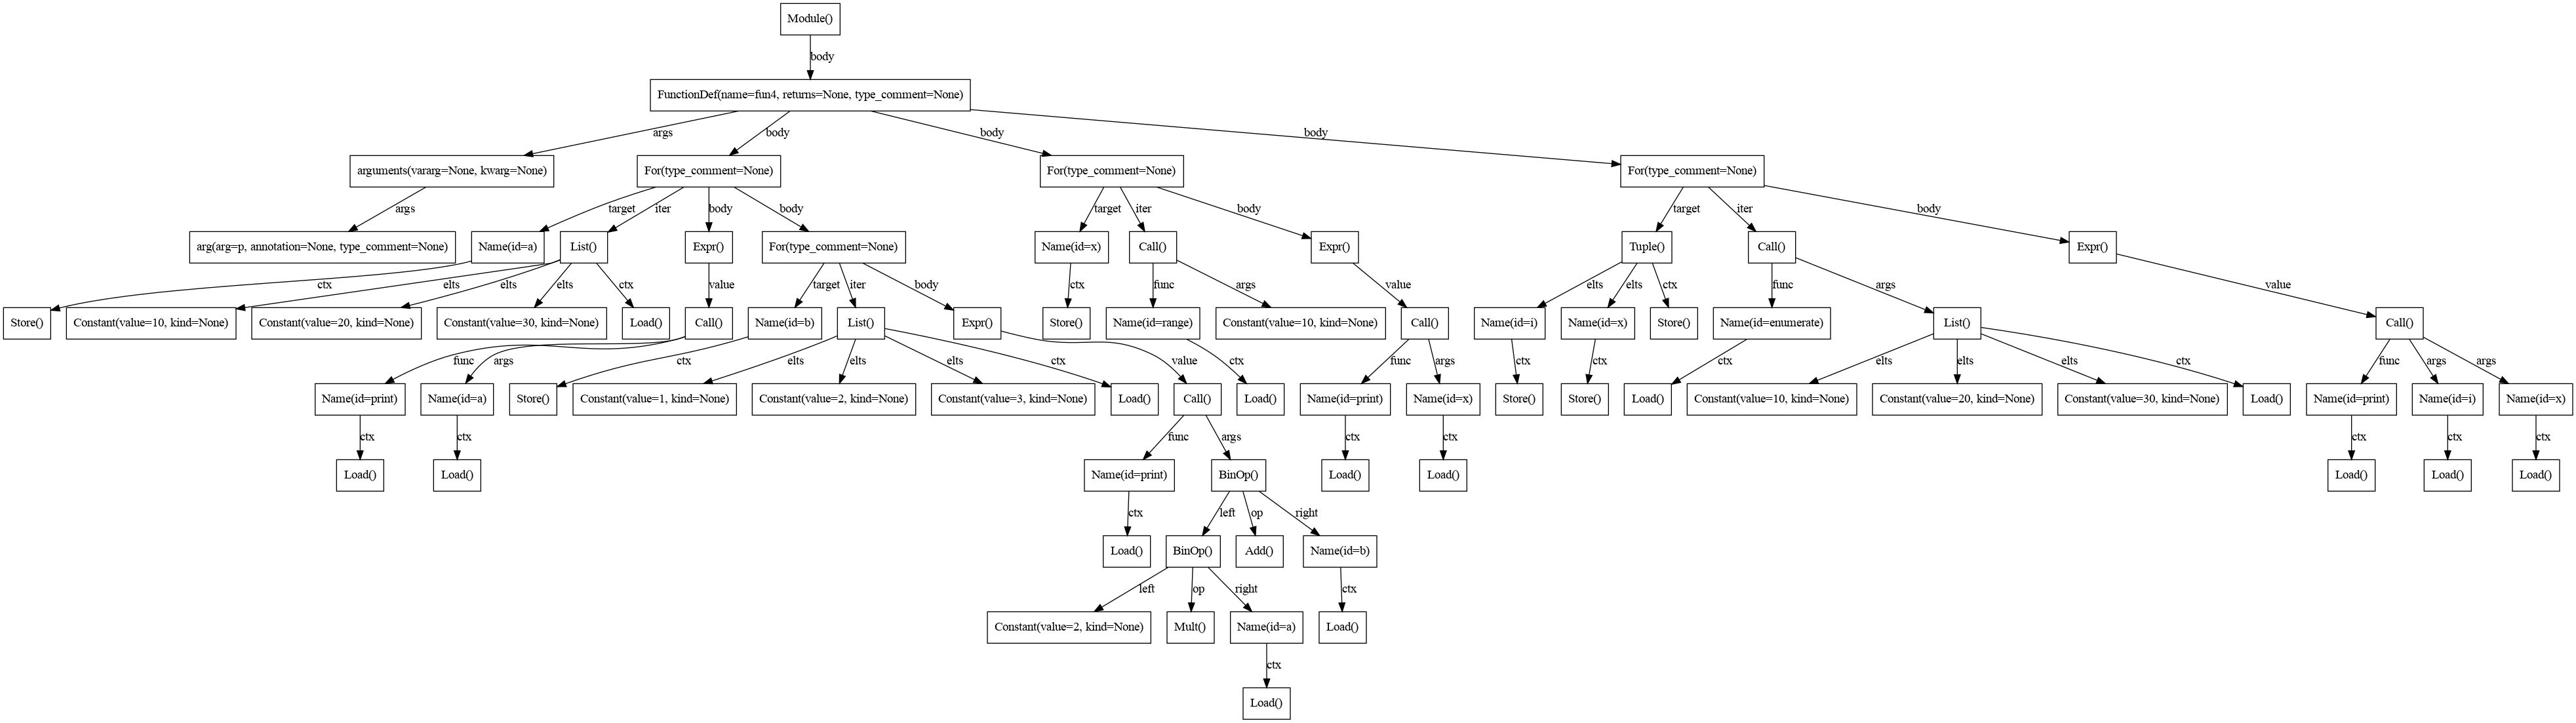 Module()
body
FunctionDef(name=fun4, returns=None, type_comment=None)
args body body body
arguments(vararg=None, kwarg=None) For(type_comment=None) For(type_comment=None) For(type_comment=None)
args target iter body body target iter body target iter body
arg(arg=p, annotation=None, type_comment=None) Name(id=a) List() Expr() For(type_comment=None) Name(id=x) Call() Expr() Tuple() Call() Expr()
ctx elts elts elts ctx value target iter body ctx func args value elts elts ctx func args value
Store() Constant(value=10, kind=None) Constant(value=20, kind=None) Constant(value=30, kind=None) Load() Call() Name(id=b) List() Expr() Store() Name(id=range) Constant(value=10, kind=None) Call() Name(id=i) Name(id=x) Store() Name(id=enumerate) List() Call()
func args ctx elts elts elts ctx value ctx func args ctx ctx ctx elts elts elts ctx func args args
Name(id=print) Name(id=a) Store() Constant(value=1, kind=None) Constant(value=2, kind=None) Constant(value=3, kind=None) Load() Call() Load() Name(id=print) Name(id=x) Store() Store() Load() Constant(value=10, kind=None) Constant(value=20, kind=None) Constant(value=30, kind=None) Load() Name(id=print) Name(id=i) Name(id=x)
ctx ctx func args ctx ctx ctx ctx ctx
Load() Load() Name(id=print) BinOp() Load() Load() Load() Load() Load()
ctx left op right
Load() BinOp() Add() Name(id=b)
left op right ctx
Constant(value=2, kind=None) Mult() Name(id=a) Load()
ctx
Load()